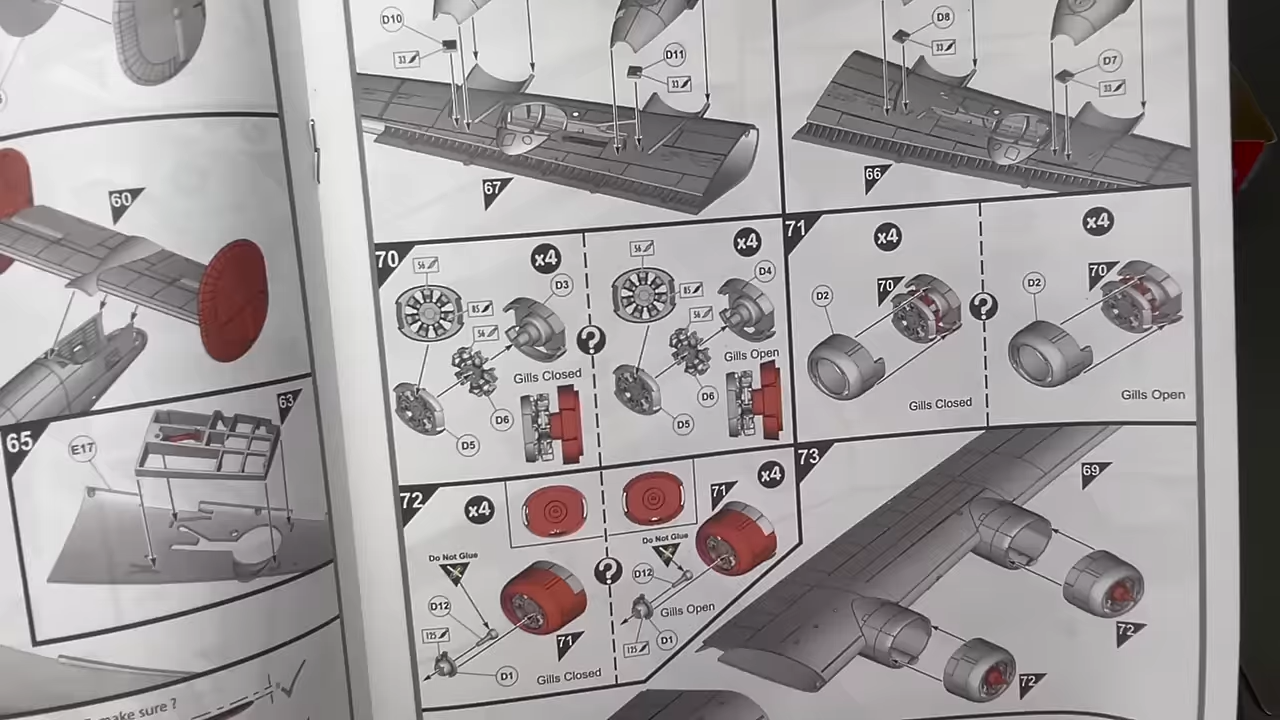 60
65
E17
63
make sure ?
D10
33
D11
33
67
D8
33
D7
33
66
70
x4
56
85
56
D3
D6
D5
Gills Closed
x4
56
85
56
D4
D6
D5
Gills Open
71
x4
D2
70
Gills Closed
x4
D2
70
Gills Open
?
?
72
x4
Do Not Glue
D12
125
D1
71
Gills Closed
?
x4
71
Do Not Glue
D12
125
D1
Gills Open
73
69
72
72